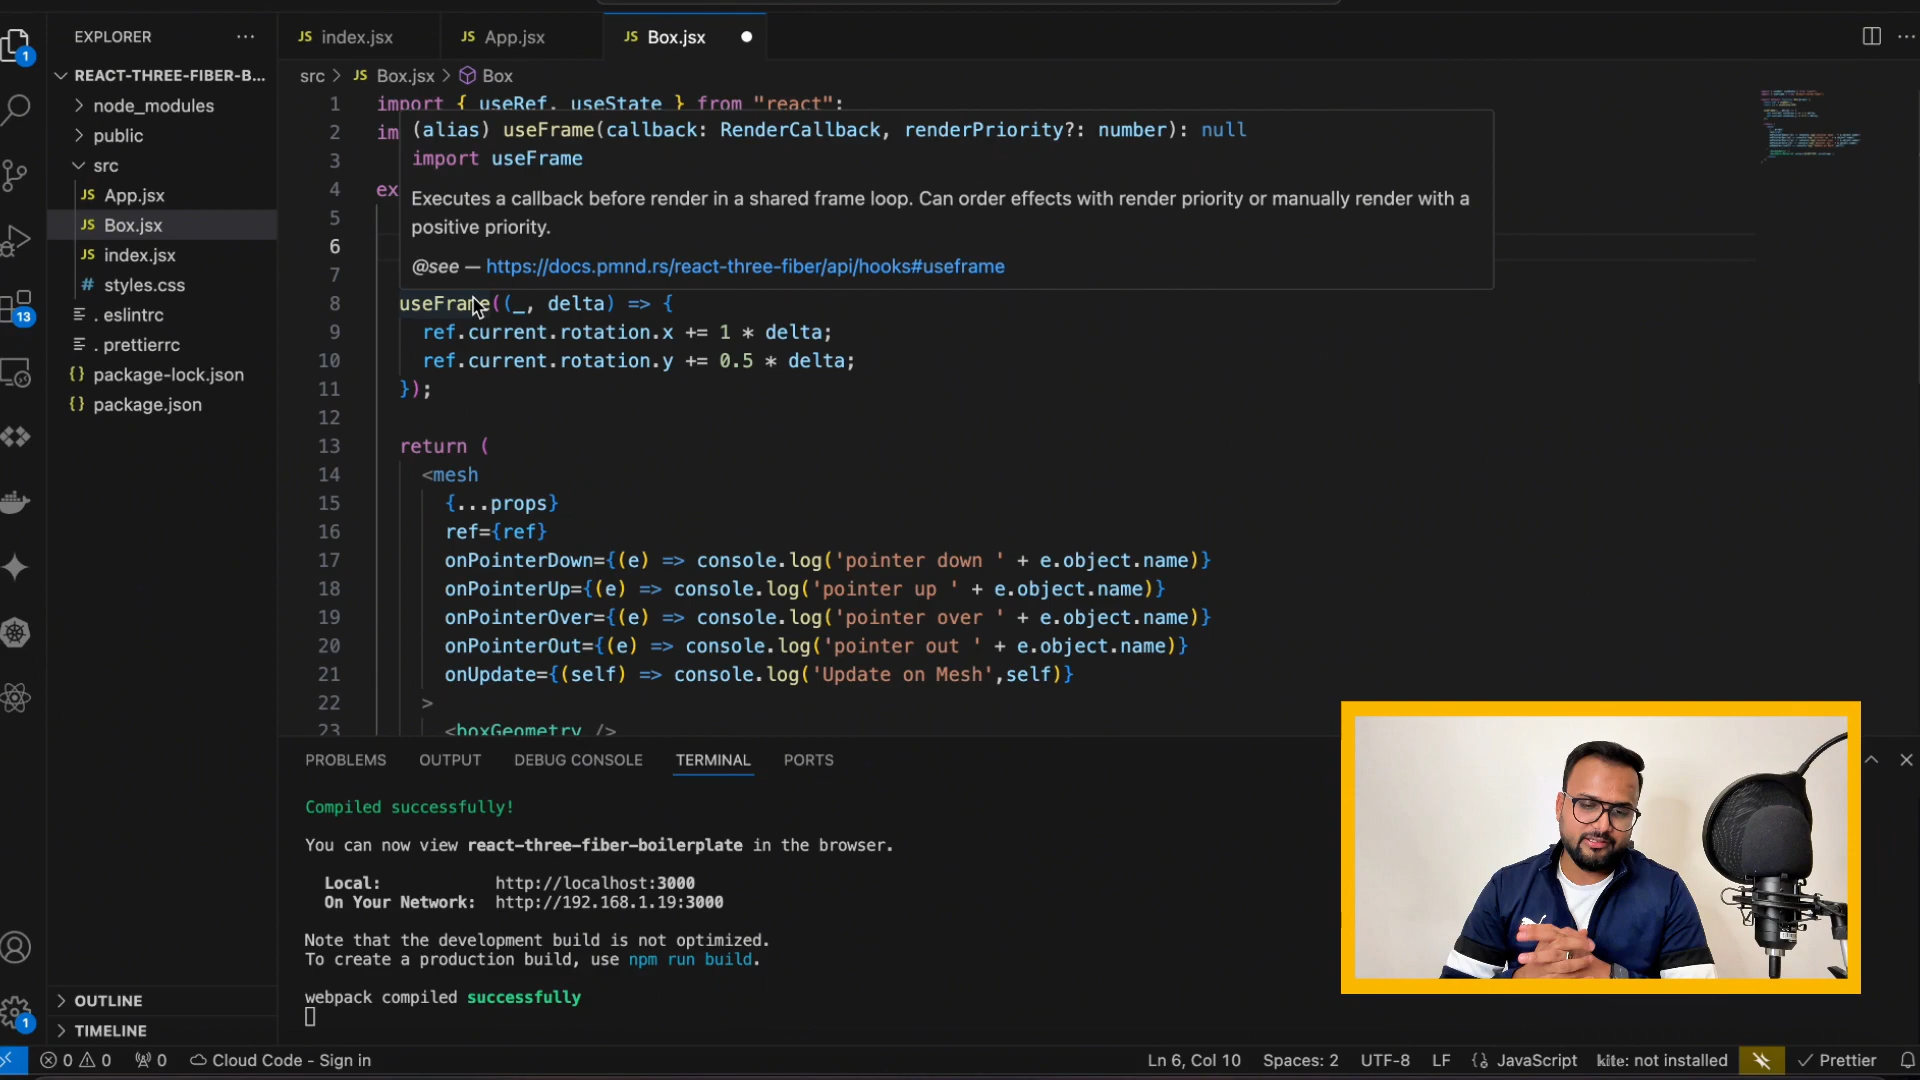 EXPLORER
REACT-THREE-FIBER-B...
node_modules
public
src
JS App.jsx
JS Box.jsx
JS index.jsx
# styles.css
.eslintrc
.prettierrc
{} package-lock.json
{} package.json
OUTLINE
TIMELINE
1
13
1
JS index.jsx
JS App.jsx
JS Box.jsx
src > JS Box.jsx > Box
1 import { useRef, useState } from "react";
2 im
3
4 ex
5
6
7
(alias) useFrame(callback: RenderCallback, renderPriority?: number): null
import useFrame
Executes a callback before render in a shared frame loop. Can order effects with render priority or manually render with a
positive priority.
@see — https://docs.pmnd.rs/react-three-fiber/api/hooks#useframe
8 useFrame((_, delta) => {
9 ref.current.rotation.x += 1 * delta;
10 ref.current.rotation.y += 0.5 * delta;
11 });
12
13 return (
14 <mesh
15 {...props}
16 ref={ref}
17 onPointerDown={(e) => console.log('pointer down ' + e.object.name)}
18 onPointerUp={(e) => console.log('pointer up ' + e.object.name)}
19 onPointerOver={(e) => console.log('pointer over ' + e.object.name)}
20 onPointerOut={(e) => console.log('pointer out ' + e.object.name)}
21 onUpdate={(self) => console.log('Update on Mesh',self)}
22 >
23 <boxGeometry />
PROBLEMS OUTPUT DEBUG CONSOLE TERMINAL PORTS
Compiled successfully!
You can now view react-three-fiber-boilerplate in the browser.
Local: http://localhost:3000
On Your Network: http://192.168.1.19:3000
Note that the development build is not optimized.
To create a production build, use npm run build.
webpack compiled successfully
0 0 0 Cloud Code - Sign in
Ln 6, Col 10 Spaces: 2 UTF-8 LF {} JavaScript kite: not installed Prettier